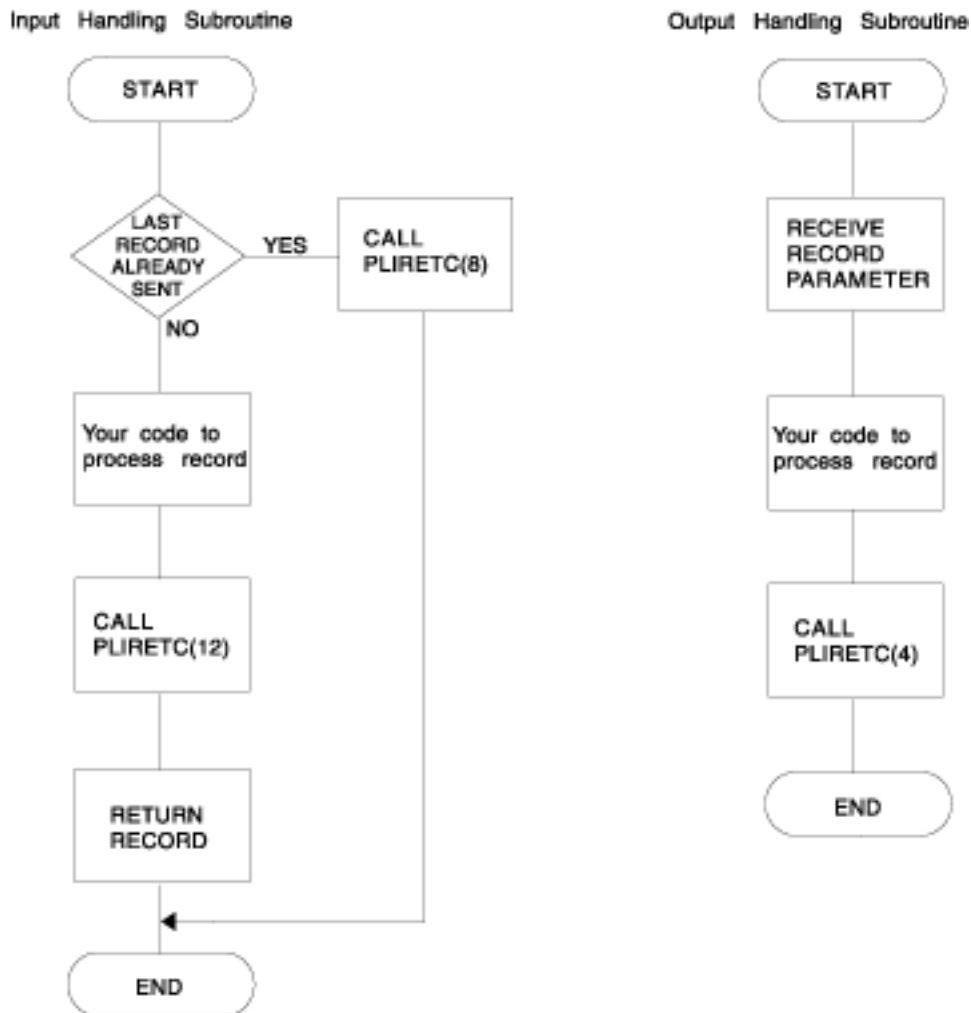 Input Handling Subroutine
START
LAST
RECORD
ALREADY
SENT
YES
CALL
PLIRETC(8)
NO
Your code to
process record
CALL
PLIRETC(12)
RETURN
RECORD
END
Output Handling Subroutine
START
RECEIVE
RECORD
PARAMETER
Your code to
process record
CALL
PLIRETC(4)
END